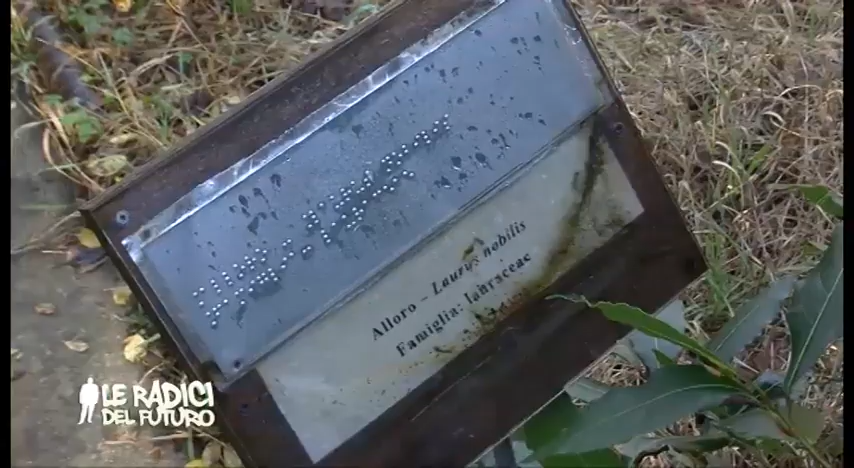 Alloro – Laurus nobilis
Famiglia: lauraceae
LE RADICI
DEL FUTURO